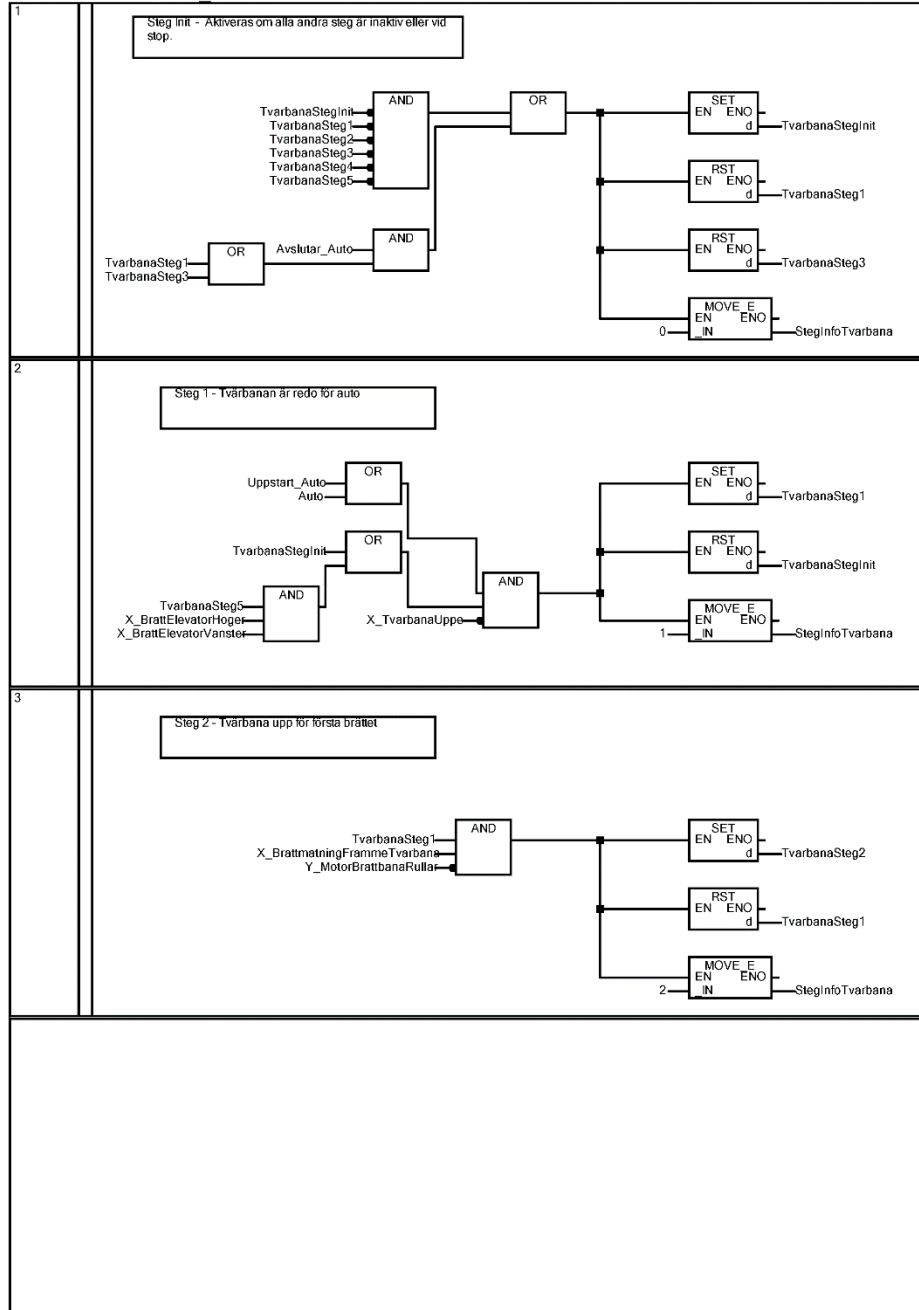 1
Steg Init - Aktiveras om alla andra steg är inaktiv eller vid
stop.
AND
OR
SET
TvarbanaStegInit
EN ENO
TvarbanaSteg1
d
TvarbanaStegInit
TvarbanaSteg2
TvarbanaSteg3
TvarbanaSteg4
TvarbanaSteg5
RST
EN ENO
d
TvarbanaSteg1
OR
Avslutar_Auto
AND
RST
EN ENO
TvarbanaSteg1
d
TvarbanaSteg3
TvarbanaSteg3
MOVE_E
EN ENO
0
_IN
StegInfoTvarbana
2
Steg 1 - Tvärbanan är redo för auto
OR
SET
Uppstart_Auto
EN ENO
Auto
d
TvarbanaSteg1
OR
RST
TvarbanaStegInit
EN ENO
d
TvarbanaStegInit
AND
AND
TvarbanaSteg5
MOVE_E
X_BrattElevatorHoger
X_TvarbanaUppe
EN ENO
X_BrattElevatorVanster
1
_IN
StegInfoTvarbana
3
Steg 2 - Tvärbana upp för första brättet
AND
SET
TvarbanaSteg1
EN ENO
X_BrattmatningFrammeTvarbana
d
TvarbanaSteg2
Y_MotorBrattbanaRullar
RST
EN ENO
d
TvarbanaSteg1
MOVE_E
EN ENO
2
_IN
StegInfoTvarbana